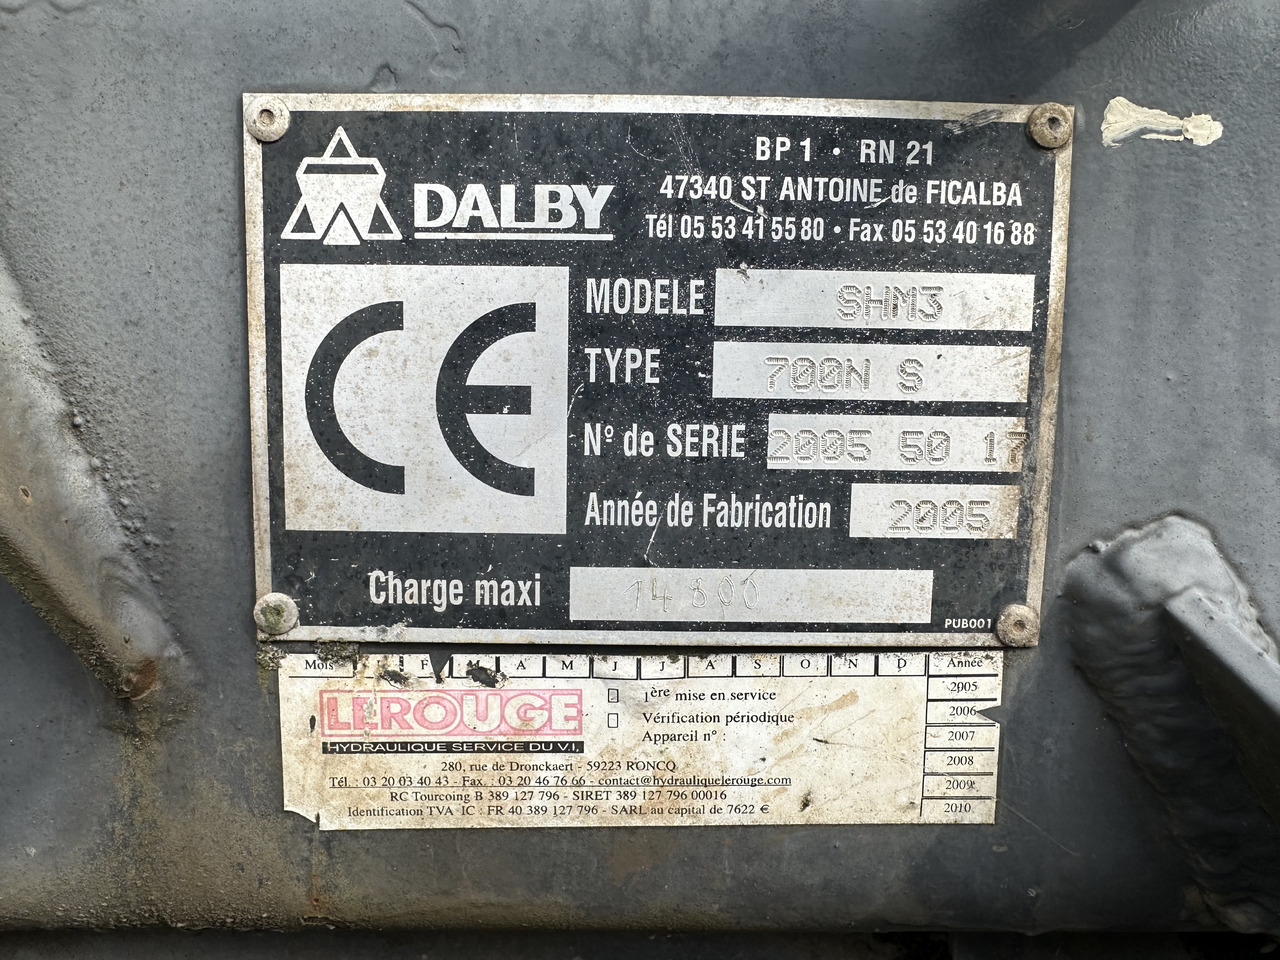 BP 1 • RN 21
DALBY
47340 ST ANTOINE de FICALBA
Tél 05 53 41 55 80 • Fax 05 53 40 16 88
CE
MODELE SHM3
TYPE 700N S
Nº de SERIE 2005 50 17
Année de Fabrication 2005
Charge maxi 14 800
PUB001
Mois F M A M J J A S O N D Année
LEROUGE
HYDRAULIQUE SERVICE DU V.I,
1ère mise en service
Vérification périodique
Appareil n° :
2005
2006
2007
2008
2009
2010
280, rue de Dronckaert - 59223 RONCQ
Tél. : 03 20 03 40 43 - Fax. : 03 20 46 76 66 - contact@hydrauliquelerouge.com
RC Tourcoing B 389 127 796 - SIRET 389 127 796 00016
Identification TVA IC : FR 40 389 127 796 - SARL au capital de 7622 €